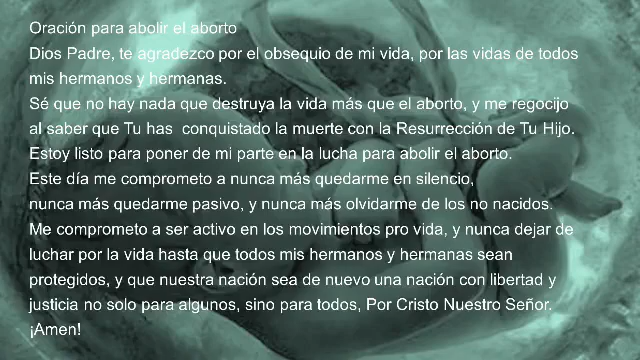 Oración para abolir el aborto
Dios Padre, te agradezco por el obsequio de mi vida, por las vidas de todos
mis hermanos y hermanas.
Sé que no hay nada que destruya la vida más que el aborto, y me regocijo
al saber que Tu has  conquistado la muerte con la Resurrección de Tu Hijo.
Estoy listo para poner de mi parte en la lucha para abolir el aborto.
Este día me comprometo a nunca más quedarme en silencio,
nunca más quedarme pasivo, y nunca más olvidarme de los no nacidos.
Me comprometo a ser activo en los movimientos pro vida, y nunca dejar de
luchar por la vida hasta que todos mis hermanos y hermanas sean
protegidos, y que nuestra nación sea de nuevo una nación con libertad y
justicia no solo para algunos, sino para todos, Por Cristo Nuestro Señor.
¡Amen!